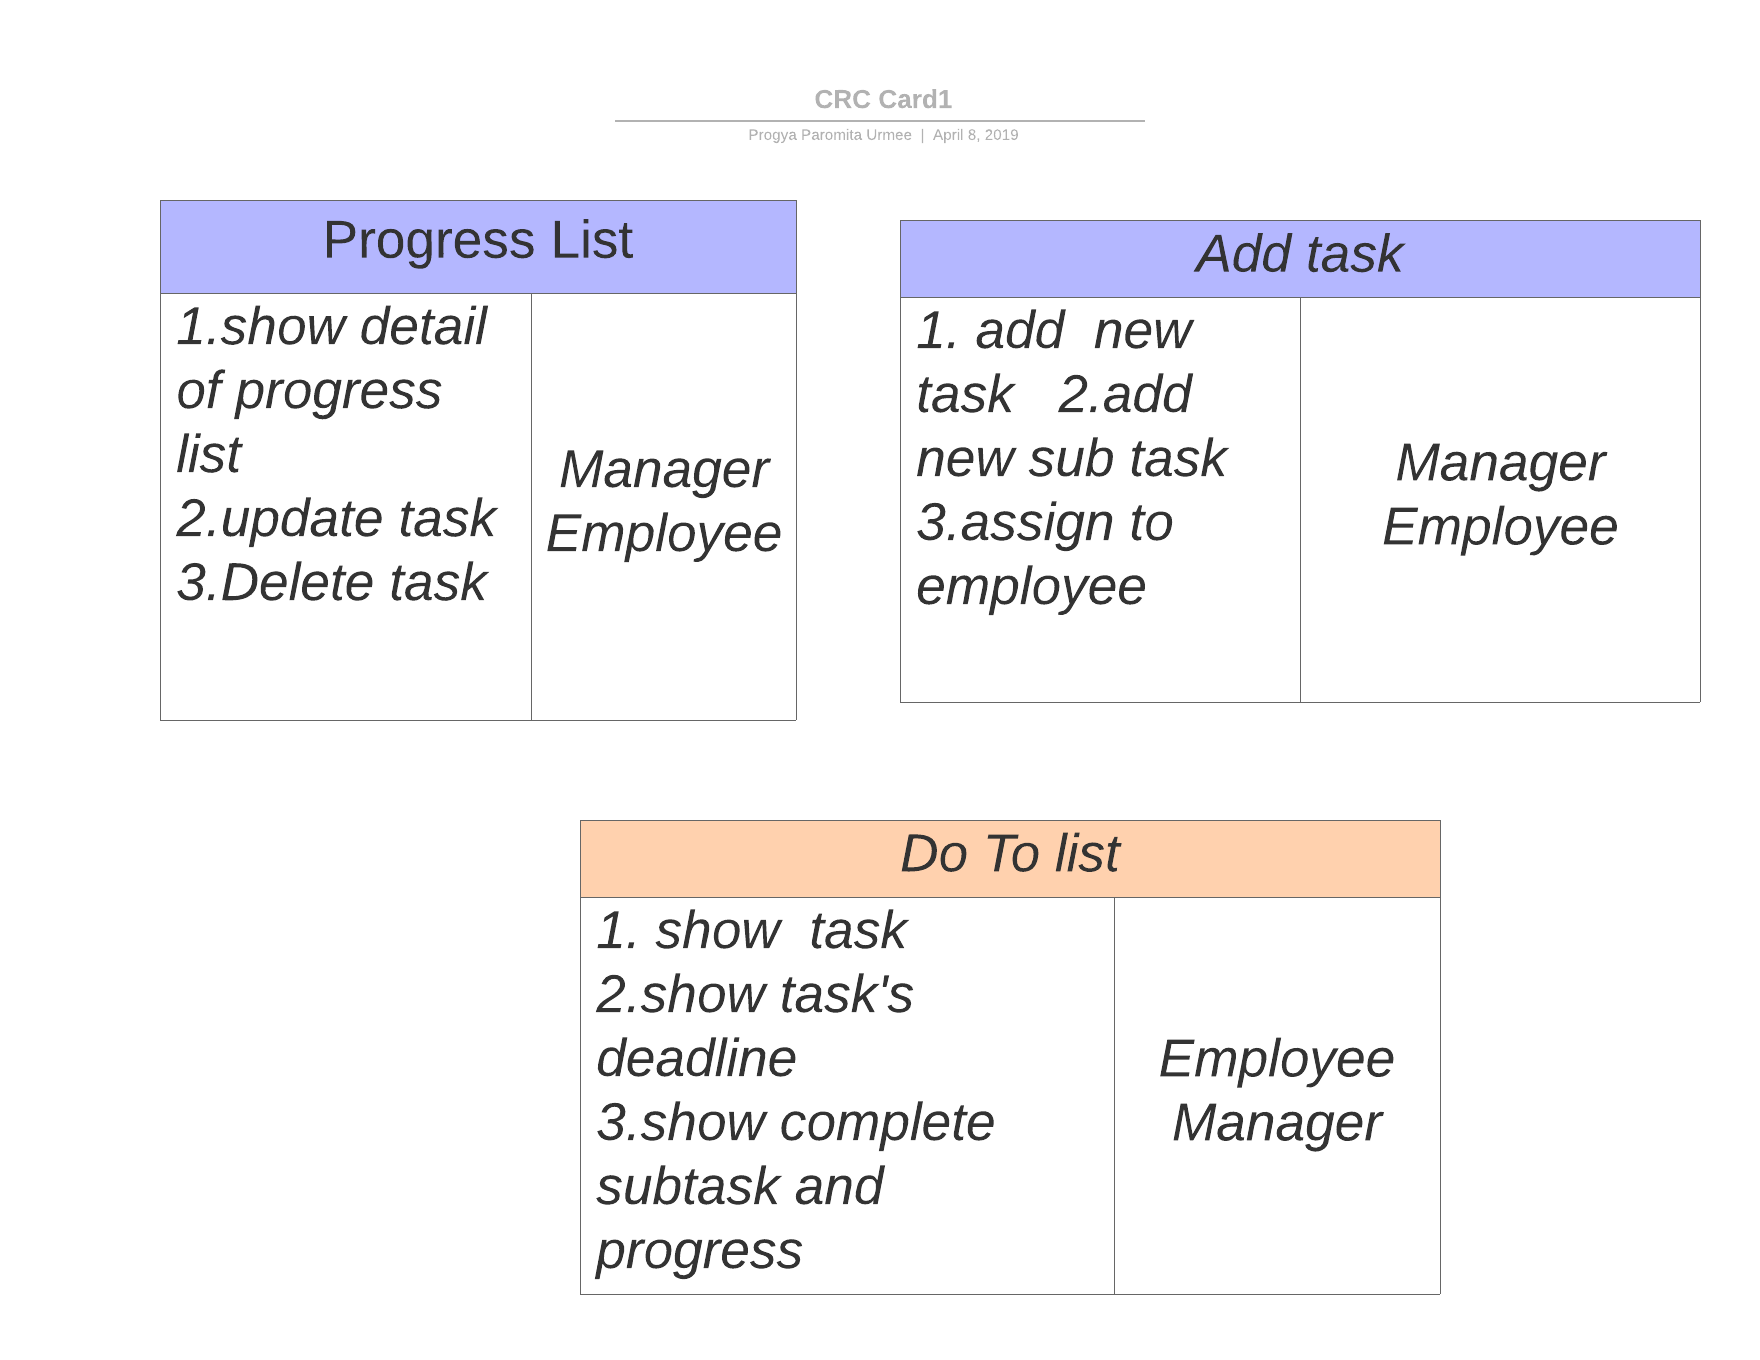 CRC Card1
Progya Paromita Urmee | April 8, 2019
Progress List
1.show detail
of progress
list
2.update task
3.Delete task
Manager
Employee
Add task
1. add  new
task   2.add
new sub task
3.assign to
employee
Manager
Employee
Do To list
1. show  task
2.show task's
deadline
3.show complete
subtask and
progress
Employee
Manager